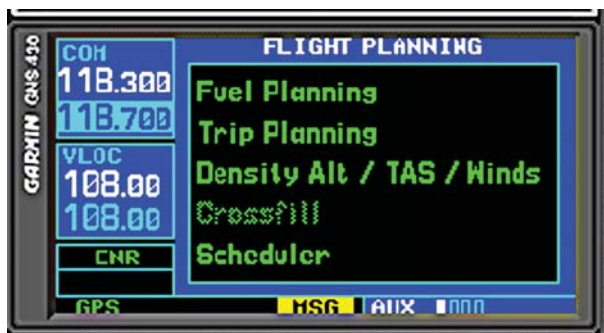 GARMIN GNS 430
COM
118.300
118.700
VLOC
108.00
108.00
ENR
GPS
FLIGHT PLANNING
Fuel Planning
Trip Planning
Density Alt / TAS / Winds
Crossfill
Scheduler
MSG
AUX